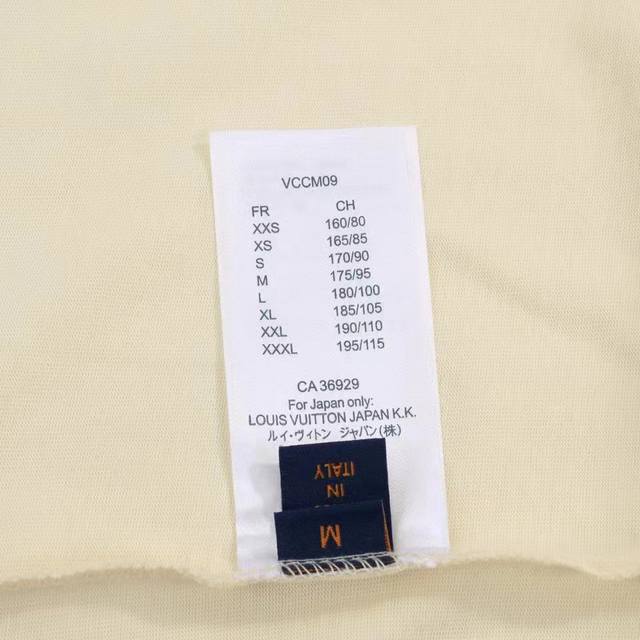 VCCM09
FR CH
XXS 160/80
XS 165/85
S 170/90
M 175/95
L 180/100
XL 185/105
XXL 190/110
XXXL 195/115
CA 36929
For Japan only:
LOUIS VUITTON JAPAN K.K.
ルイ・ヴィトン ジャパン(株)
IN
ITALY
M